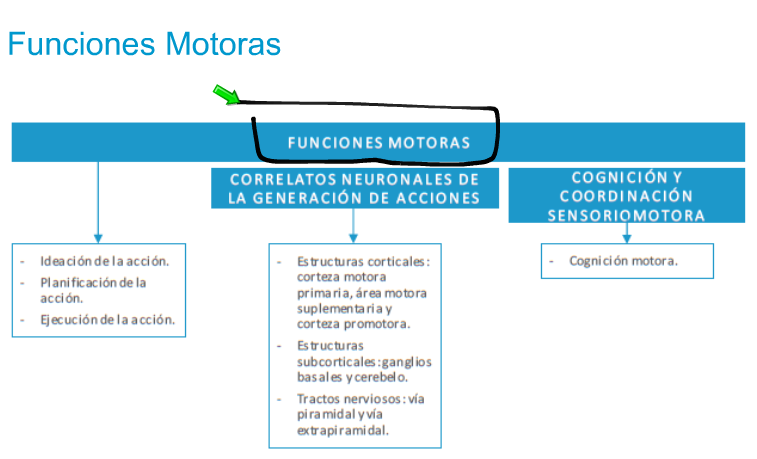 Funciones Motoras
FUNCIONES MOTORAS
CORRELATOS NEURONALES DE
LA GENERACIÓN DE ACCIONES
COGNICIÓN Y
COORDINACIÓN
SENSORIOMOTORA
- Ideación de la acción.
- Planificación de la
acción.
- Ejecución de la acción.
- Estructuras corticales:
corteza motora
primaria, área motora
suplementaria y
corteza promotora.
- Estructuras
subcorticales: ganglios
basales y cerebelo.
- Tractos nerviosos: vía
piramidal y vía
extrapiramidal.
- Cognición motora.